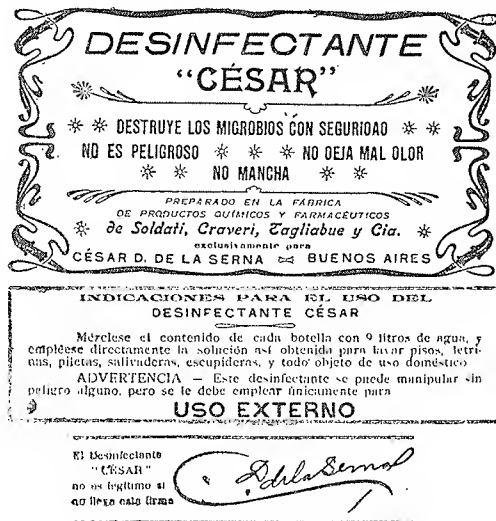 DESINFECTANTE
“CÉSAR”
DESTRUYE LOS MICROBIOS CON SEGURIDAD
NO ES PELIGROSO NO DEJA MAL OLOR
NO MANCHA
PREPARADO EN LA FÁBRICA
DE PRODUCTOS QUÍMICOS Y FARMACÉUTICOS
de Soldati, Craveri, Tagliabue y Cia.
exclusivamente para
CÉSAR D. DE LA SERNA BUENOS AIRES
INDICACIONES PARA EL USO DEL
DESINFECTANTE CÉSAR
Mézclese el contenido de cada botella con 9 litros de agua, y
empléese directamente la solución así obtenida para lavar pisos, letri-
nas, piletas, salivaderas, escupideras, y todo objeto de uso doméstico
ADVERTENCIA — Este desinfectante se puede manipular sin
peligro alguno, pero se le debe emplear únicamente para
USO EXTERNO
El Desinfectante
“CÉSAR”
no es legítimo si
no lleva esta firma
D. de la Serna